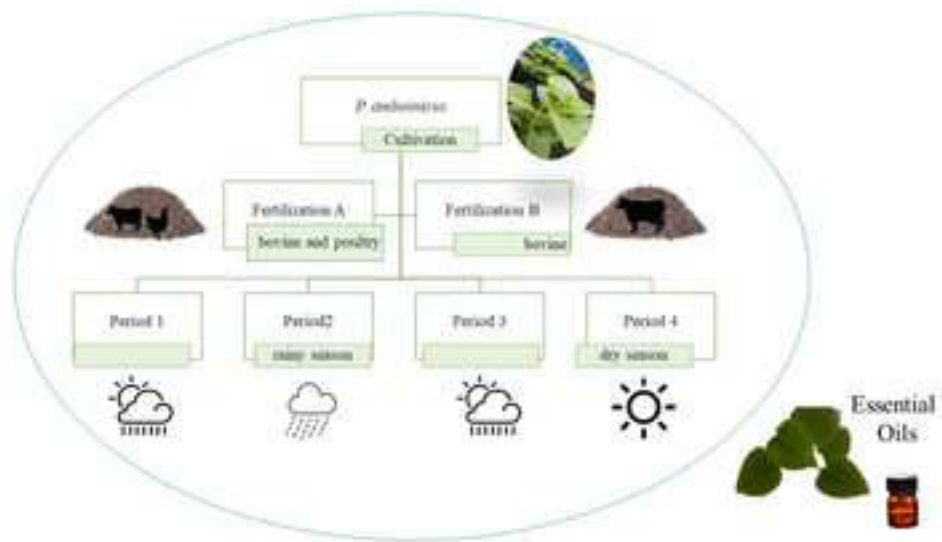 P
Cultivation
Fertilization A
bovine and poultry
Fertilization B
bovine
Period 1
Period2
rainy season
Period 3
Period 4
dry season
Essential
Oils